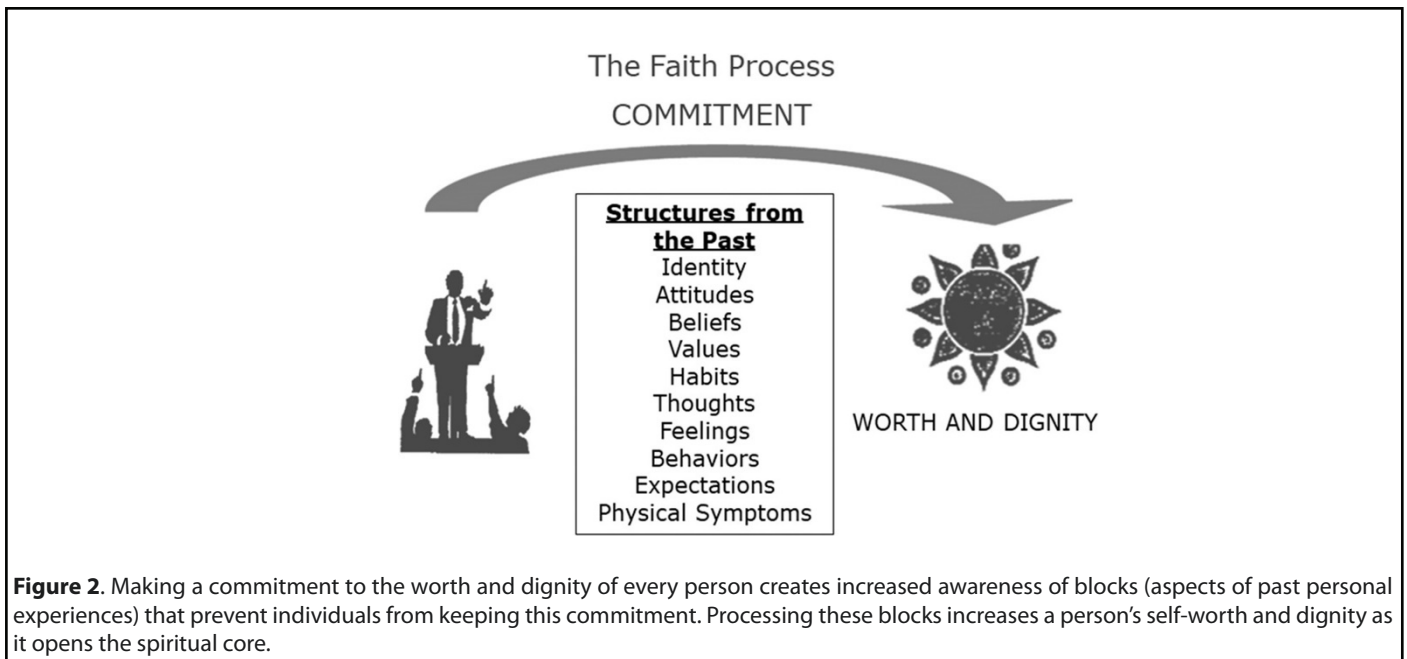 The Faith Process
COMMITMENT
Structures from
the Past
Identity
Attitudes
Beliefs
Values
Habits
Thoughts
Feelings
Behaviors
Expectations
Physical Symptoms
WORTH AND DIGNITY
Figure 2. Making a commitment to the worth and dignity of every person creates increased awareness of blocks (aspects of past personal
experiences) that prevent individuals from keeping this commitment. Processing these blocks increases a person's self-worth and dignity as
it opens the spiritual core.